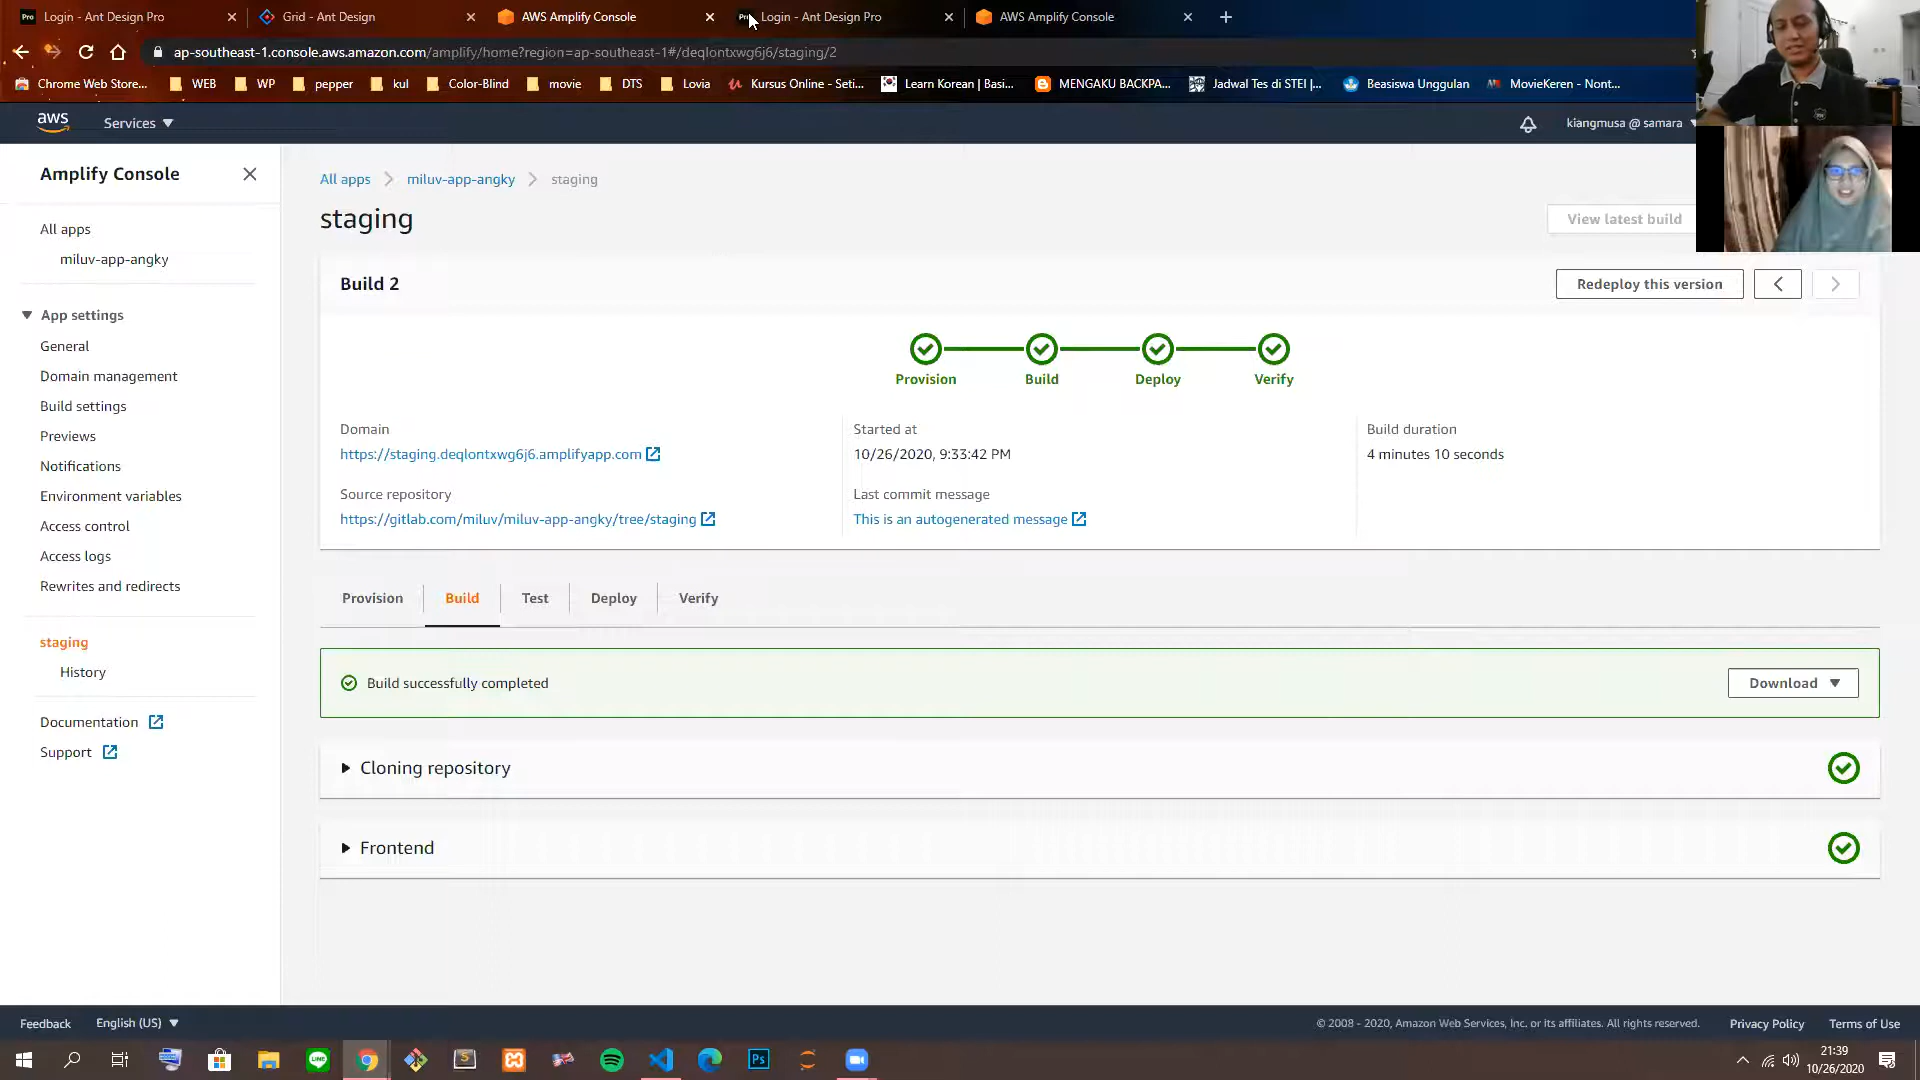 Login - Ant Design Pro
Grid - Ant Design
AWS Amplify Console
Login - Ant Design Pro
AWS Amplify Console
ap-southeast-1.console.aws.amazon.com/amplify/home?region=ap-southeast-1#/deqlontxwg6j6/staging/2
Chrome Web Store...
WEB
WP
pepper
kul
Color-Blind
movie
DTS
Lovia
Kursus Online - Seti...
Learn Korean | Basi...
MENGAKU BACKPA...
Jadwal Tes di STEI |...
Beasiswa Unggulan
MovieKeren - Nont...
aws
Services
kiangmusa @ samara
Amplify Console
All apps
miluv-app-angky
App settings
General
Domain management
Build settings
Previews
Notifications
Environment variables
Access control
Access logs
Rewrites and redirects
staging
History
Documentation
Support
All apps
miluv-app-angky
staging
staging
View latest build
Build 2
Redeploy this version
Provision
Build
Deploy
Verify
Domain
https://staging.deqlontxwg6j6.amplifyapp.com
Started at
10/26/2020, 9:33:42 PM
Build duration
4 minutes 10 seconds
Source repository
https://gitlab.com/miluv/miluv-app-angky/tree/staging
Last commit message
This is an autogenerated message
Provision
Build
Test
Deploy
Verify
Build successfully completed
Download
Cloning repository
Frontend
Feedback
English (US)
© 2008 - 2020, Amazon Web Services, Inc. or its affiliates. All rights reserved.
Privacy Policy
Terms of Use
21:39
10/26/2020